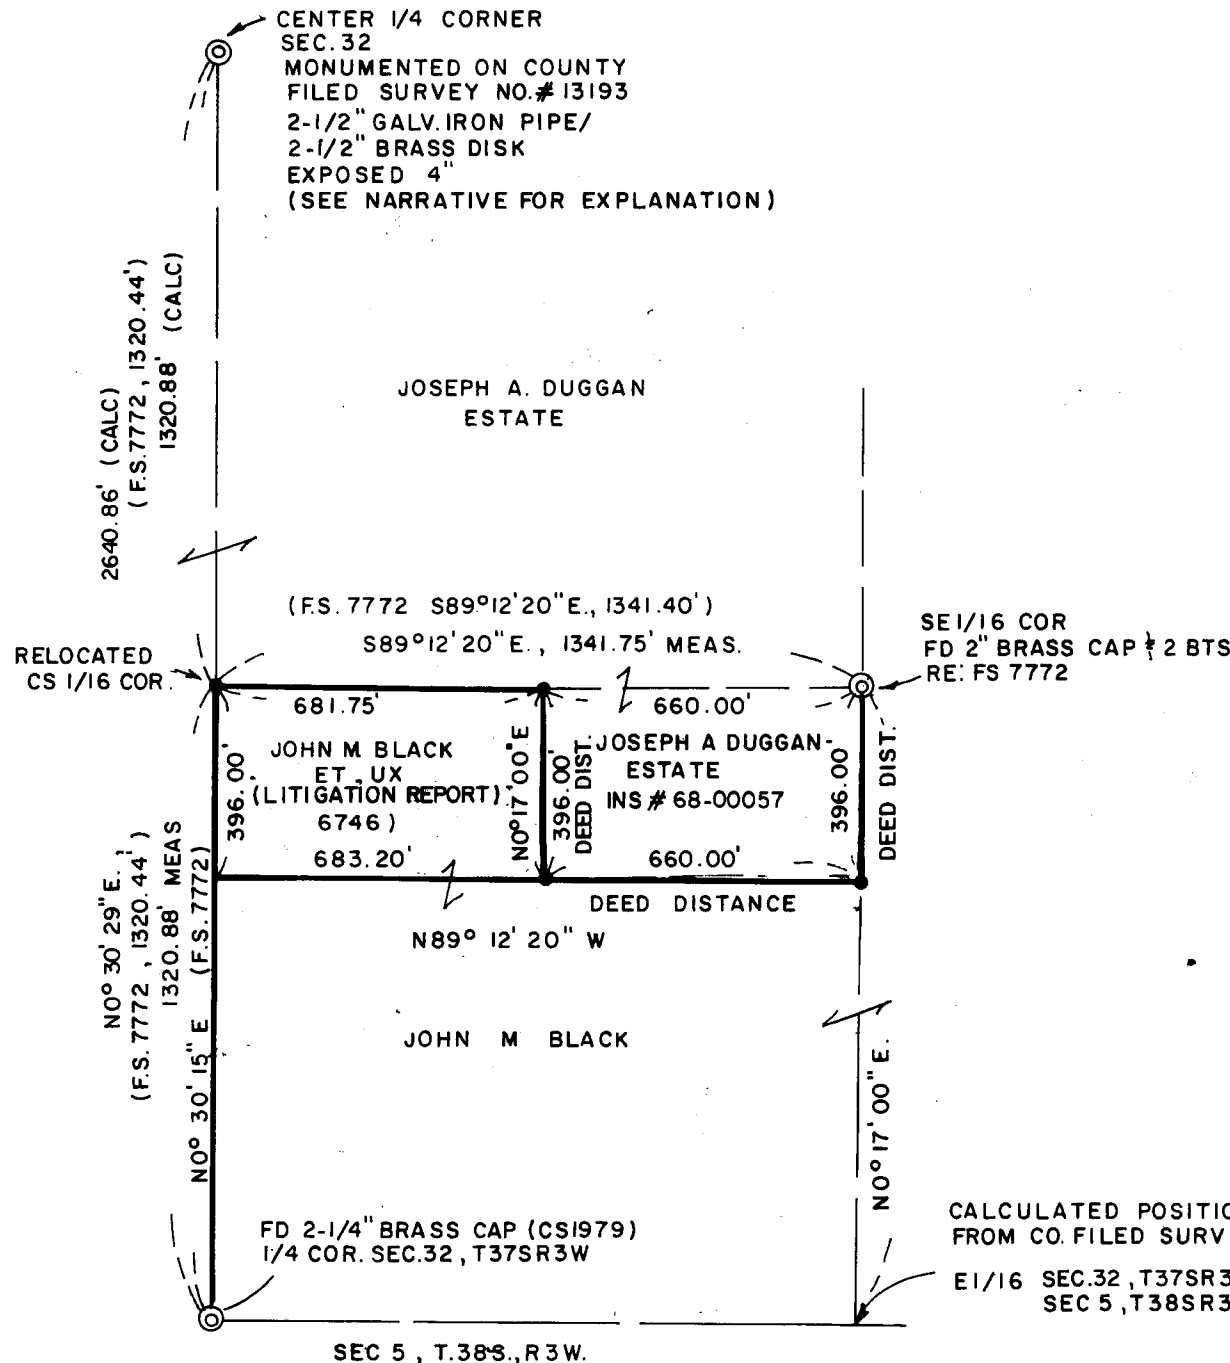 CENTER 1/4 CORNER
SEC. 32
MONUMENTED ON COUNTY
FILED SURVEY NO.# 13193
2-1/2" GALV. IRON PIPE/
2-1/2" BRASS DISK
EXPOSED 4"
(SEE NARRATIVE FOR EXPLANATION)
2640.86' (CALC)
(F.S. 7772, 1320.44')
1320.88' (CALC)
JOSEPH A. DUGGAN
ESTATE
(F.S. 7772 S89°12'20"E., 1341.40')
S89°12'20"E., 1341.75' MEAS.
RELOCATED
CS 1/16 COR.
SE 1/16 COR
FD 2" BRASS CAP & 2 BTS
RE: FS 7772
681.75'
660.00'
396.00'
JOHN M BLACK
ET, UX
(LITIGATION REPORT)
6746)
683.20'
N0°17'00"E
396.00'
DEED DIST.
JOSEPH A DUGGAN-
ESTATE
INS # 68-00057
660.00'
396.00'
DEED DIST.
DEED DISTANCE
N89° 12' 20" W
N0° 30' 29" E.,
(F.S. 7772, 1320.44')
1320.88' MEAS
N0° 30' 15" E (F.S. 7772)
JOHN M BLACK
N0° 17' 00" E.
FD 2-1/4" BRASS CAP (CS1979)
1/4 COR. SEC. 32, T37SR3W
CALCULATED POSITIO
FROM CO. FILED SURV
E1/16 SEC. 32, T37SR3
SEC 5, T.38SR3
SEC 5, T.38S., R3W.